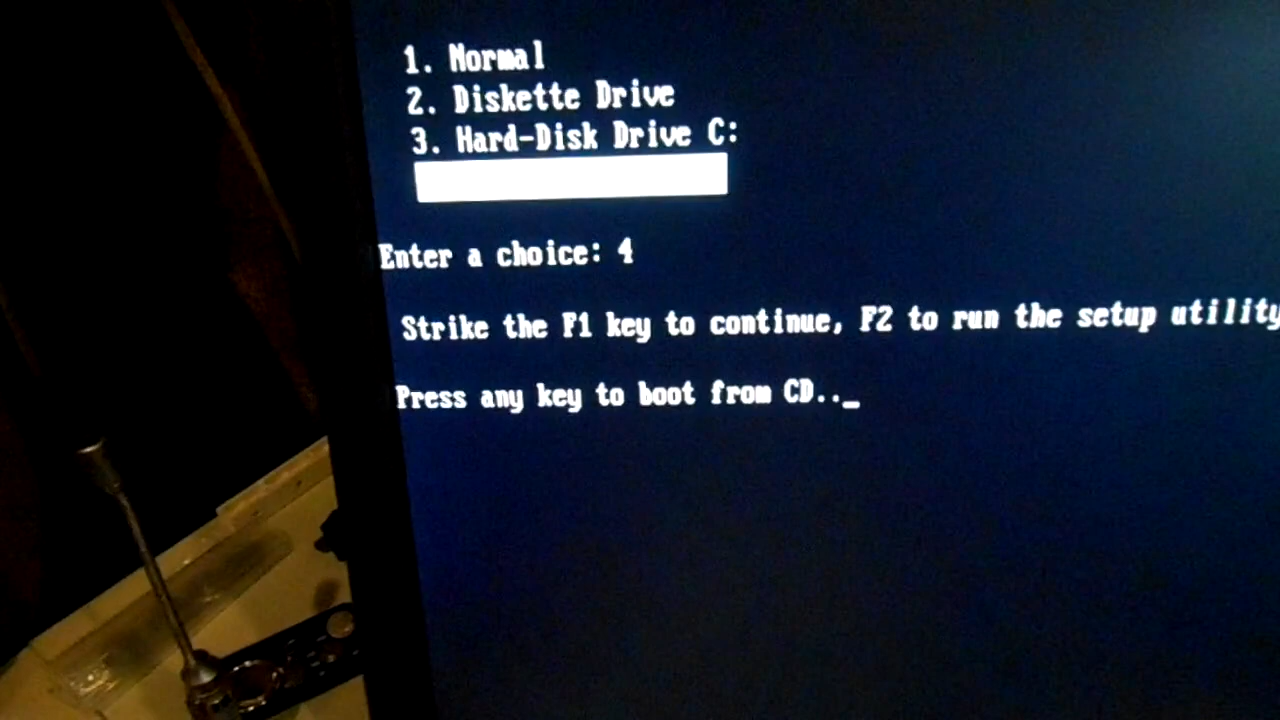 1. Normal
2. Diskette Drive
3. Hard-Disk Drive C:
Enter a choice: 4
Strike the F1 key to continue, F2 to run the setup utility
Press any key to boot from CD.._